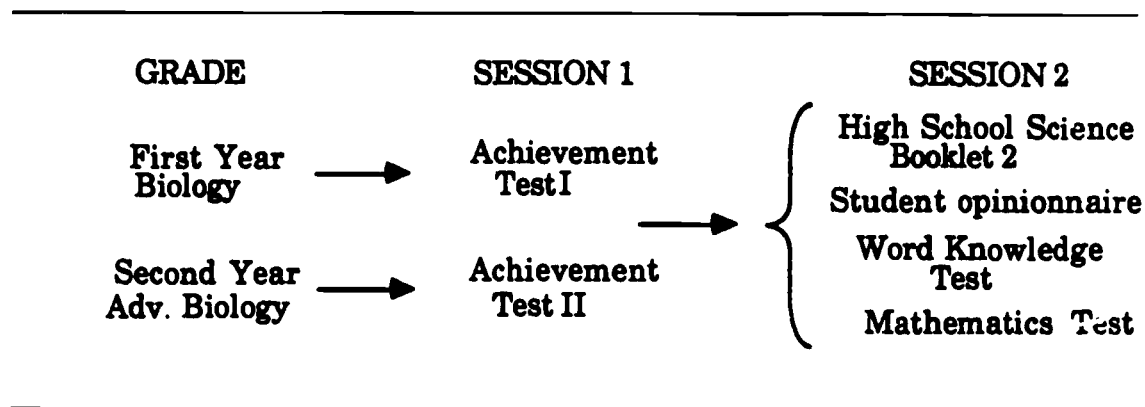 GRADE SESSION 1 SESSION 2
First Year
Biology
Achievement
Test I
Second Year
Adv. Biology
Achievement
Test II
High School Science
Booklet 2
Student opinionnaire
Word Knowledge
Test
Mathematics Test